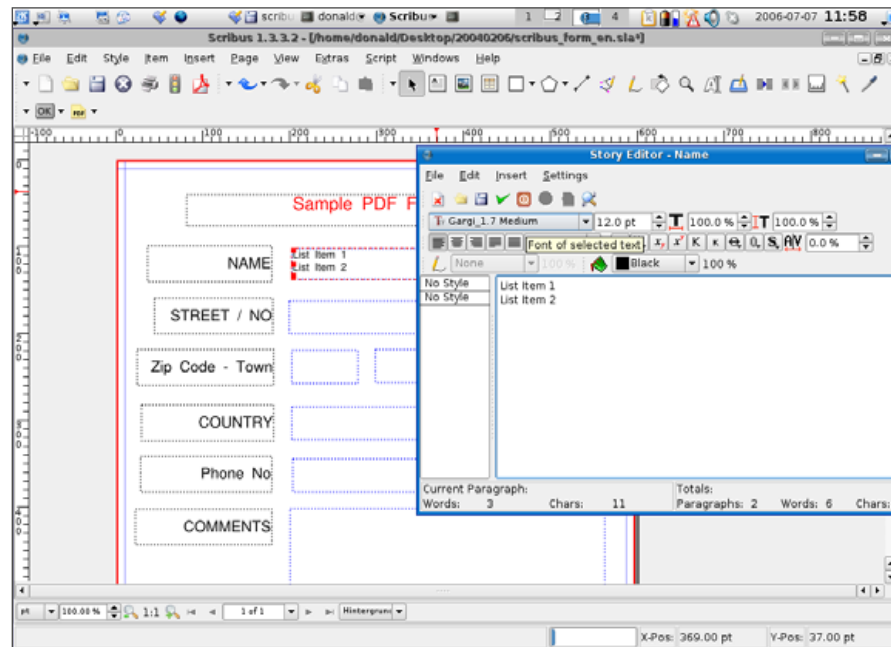 scribu donald Scribu 1 2 4 2006-07-07 11:58
Scribus 1.3.3.2 - [/home/donald/Desktop/20040206/scribus_form_en.sla*]
File Edit Style Item Insert Page View Extras Script Windows Help
OK PDF
-100 0 100 200 300 400 500 600 700 800
Story Editor - Name
File Edit Insert Settings
Gargi_1.7 Medium 12.0 pt 100.0 % 100.0 %
Font of selected text 0.0 %
None 100 % Black 100 %
No Style List Item 1
No Style List Item 2
Current Paragraph: Totals:
Words: 3 Chars: 11 Paragraphs: 2 Words: 6 Chars:
Sample PDF F
NAME List Item 1
List Item 2
STREET / NO
Zip Code - Town
COUNTRY
Phone No
COMMENTS
pt 100.00 % 1:1 1 of 1 Hintergrund
X-Pos: 369.00 pt Y-Pos: 37.00 pt